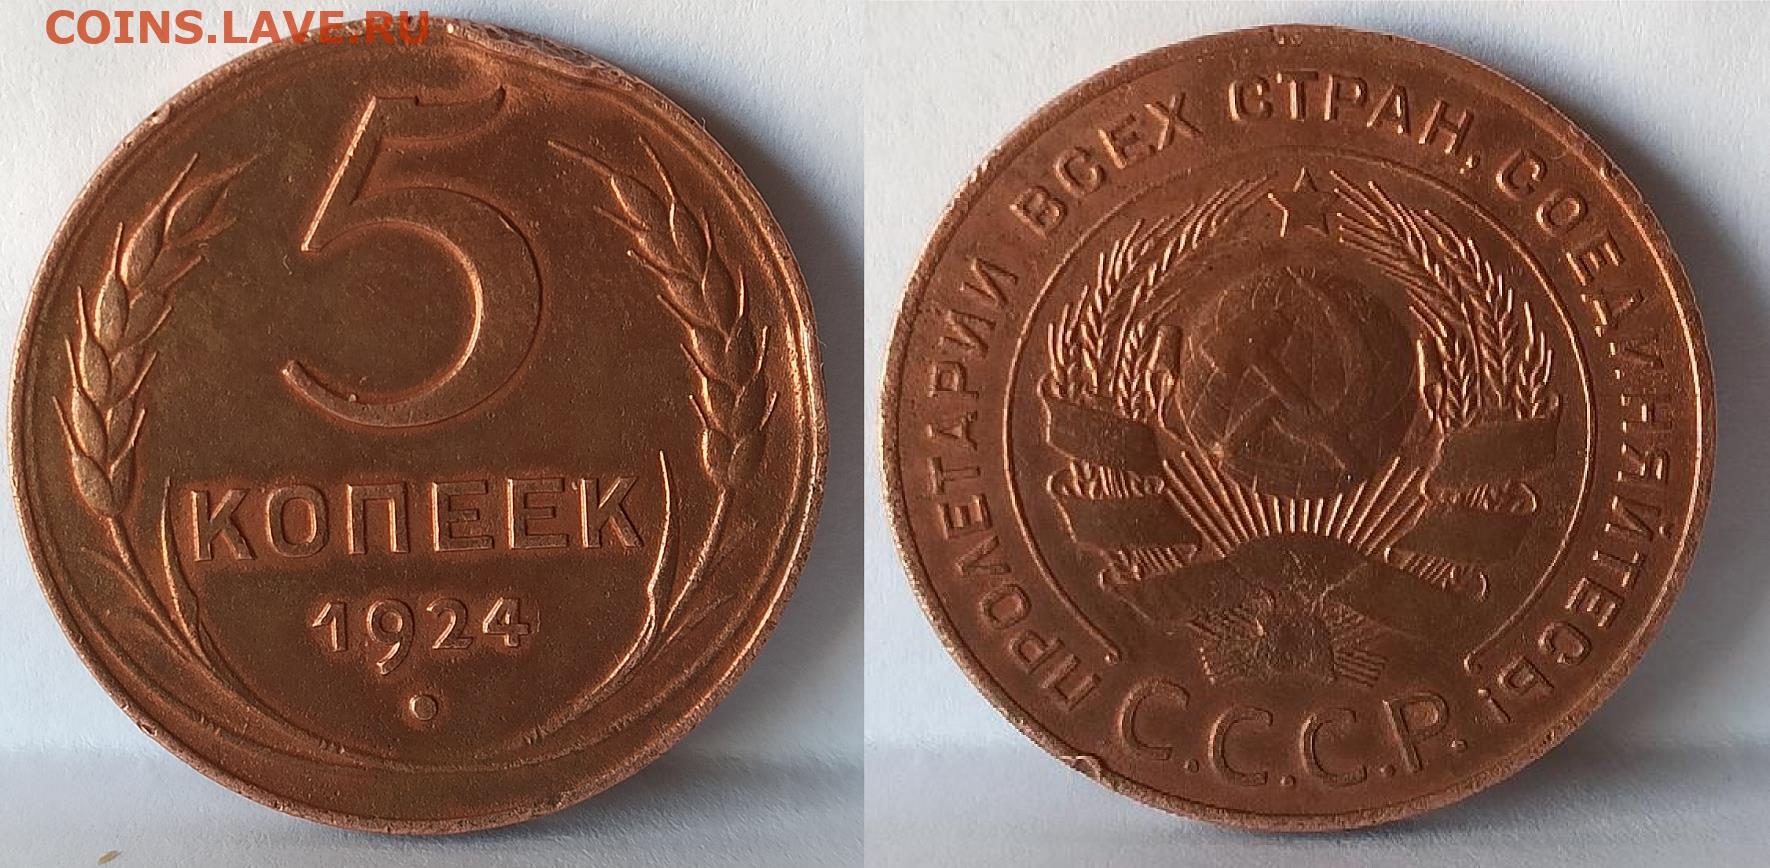 COINS.LAVE.RU
5
КОПЕЕК
1924
ПРОЛЕТАРИИ ВСЕХ СТРАН, СОЕДИНЯЙТЕСЬ!
С.С.С.Р.